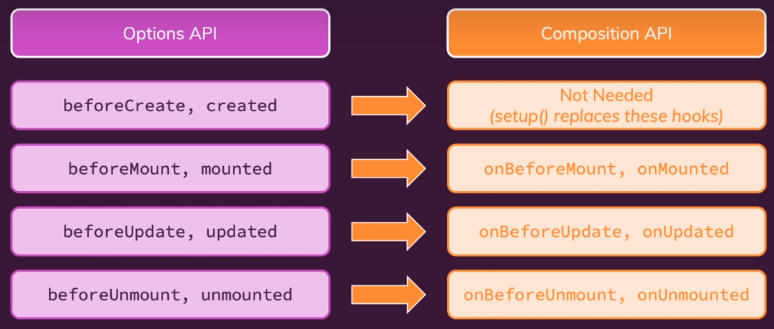 Options API
Composition API
beforeCreate, created
Not Needed
(setup() replaces these hooks)
beforeMount, mounted
onBeforeMount, onMounted
beforeUpdate, updated
onBeforeUpdate, onUpdated
beforeUnmount, unmounted
onBeforeUnmount, onUnmounted